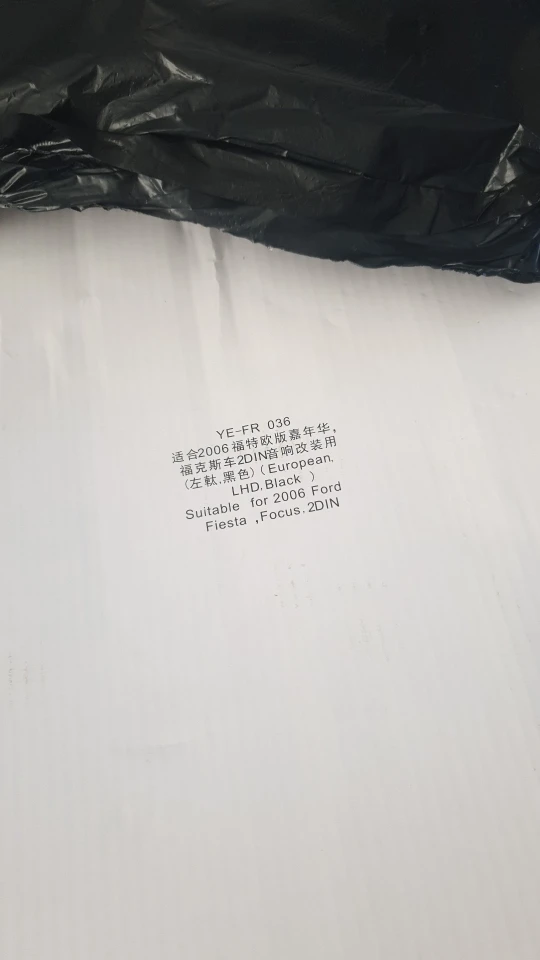 YE-FR 036
适合2006福特欧版嘉年华,
福克斯车2DIN音响改装用
(左軚,黑色) (European,
LHD,Black )
Suitable for 2006 Ford
Fiesta ,Focus, 2DIN